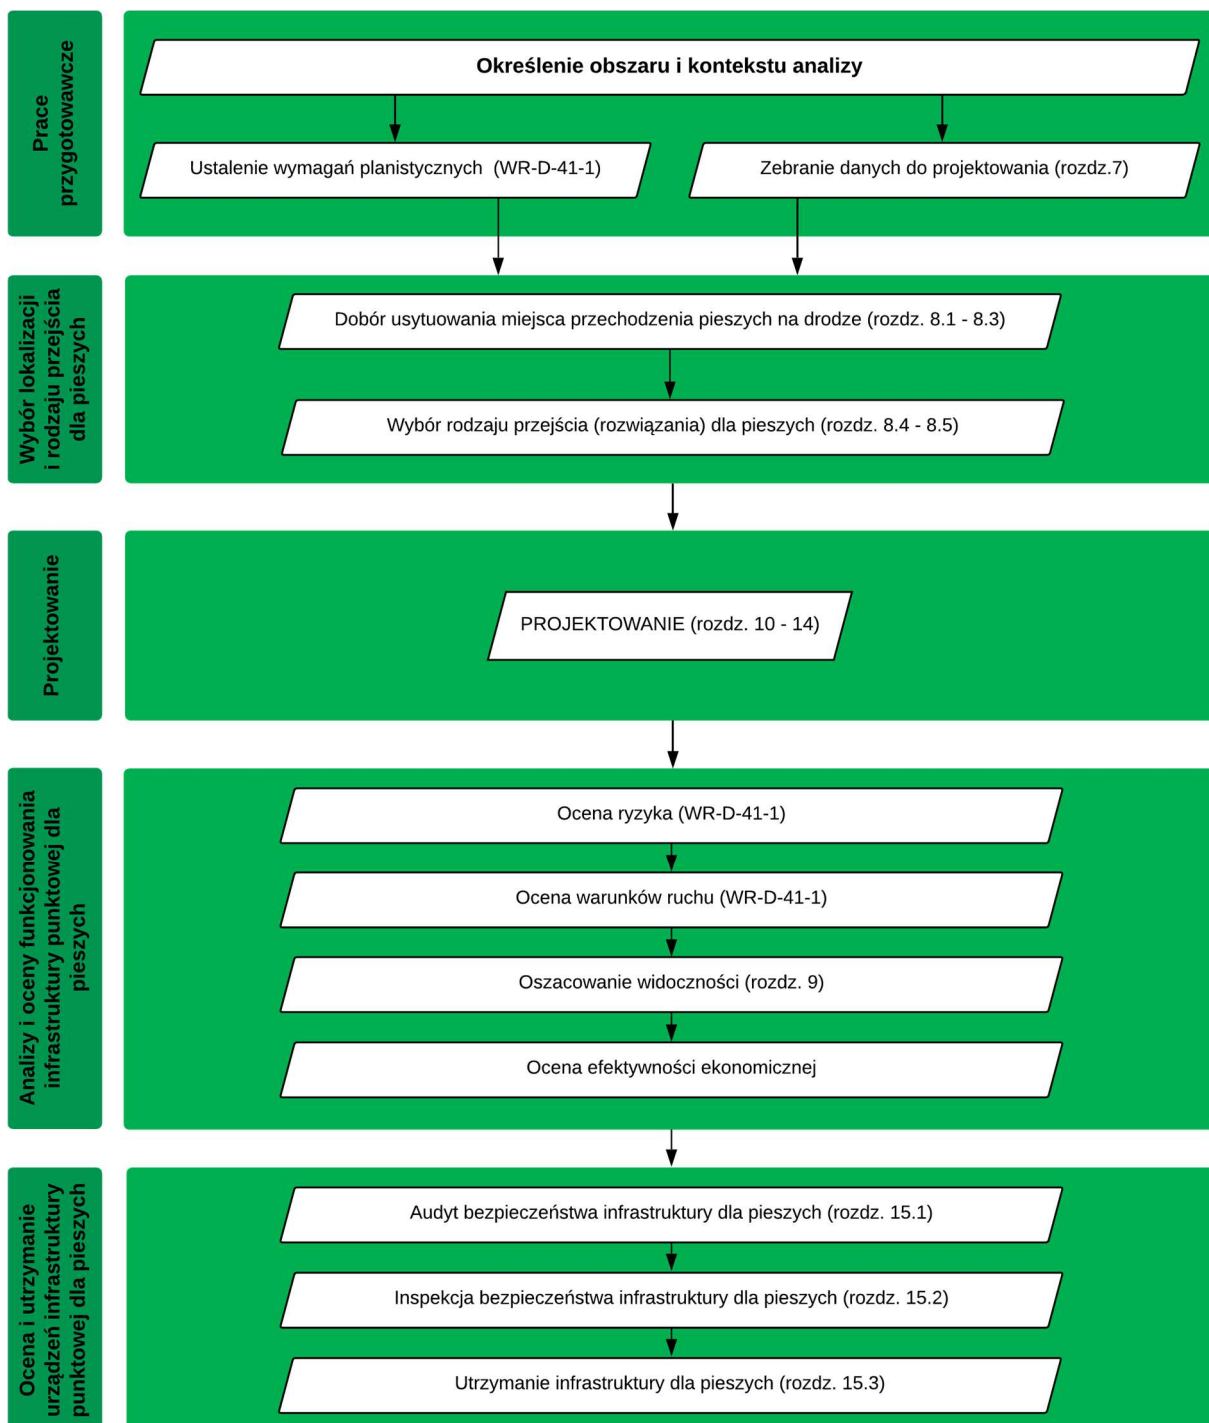 Prace
przygotowawcze
Określenie obszaru i kontekstu analizy
Ustalenie wymagań planistycznych (WR-D-41-1)
Zebranie danych do projektowania (rozdz.7)
Wybór lokalizacji
i rodzaju przejścia
dla pieszych
Dobór usytuowania miejsca przechodzenia pieszych na drodze (rozdz. 8.1 - 8.3)
Wybór rodzaju przejścia (rozwiązania) dla pieszych (rozdz. 8.4 - 8.5)
Projektowanie
PROJEKTOWANIE (rozdz. 10 - 14)
Analizy i oceny funkcjonowania
infrastruktury punktowej dla
pieszych
Ocena ryzyka (WR-D-41-1)
Ocena warunków ruchu (WR-D-41-1)
Oszacowanie widoczności (rozdz. 9)
Ocena efektywności ekonomicznej
Ocena i utrzymanie
urządzeń infrastruktury
punktowej dla pieszych
Audyt bezpieczeństwa infrastruktury dla pieszych (rozdz. 15.1)
Inspekcja bezpieczeństwa infrastruktury dla pieszych (rozdz. 15.2)
Utrzymanie infrastruktury dla pieszych (rozdz. 15.3)